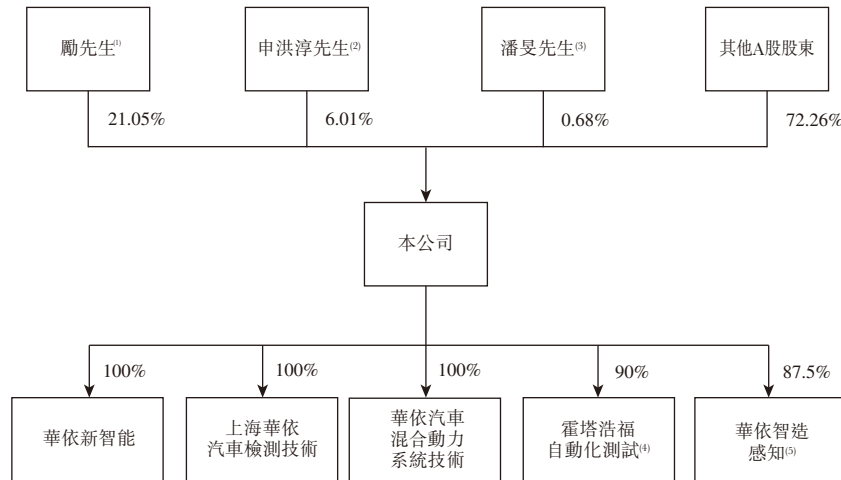 勵先生(1)
申洪淳先生(2)
潘旻先生(3)
其他A股股東
21.05%
6.01%
0.68%
72.26%
本公司
100%
100%
100%
90%
87.5%
華依新智能
上海華依
汽車檢測技術
華依汽車
混合動力
系統技術
霍塔浩福
自動化測試(4)
華依智造
感知(5)